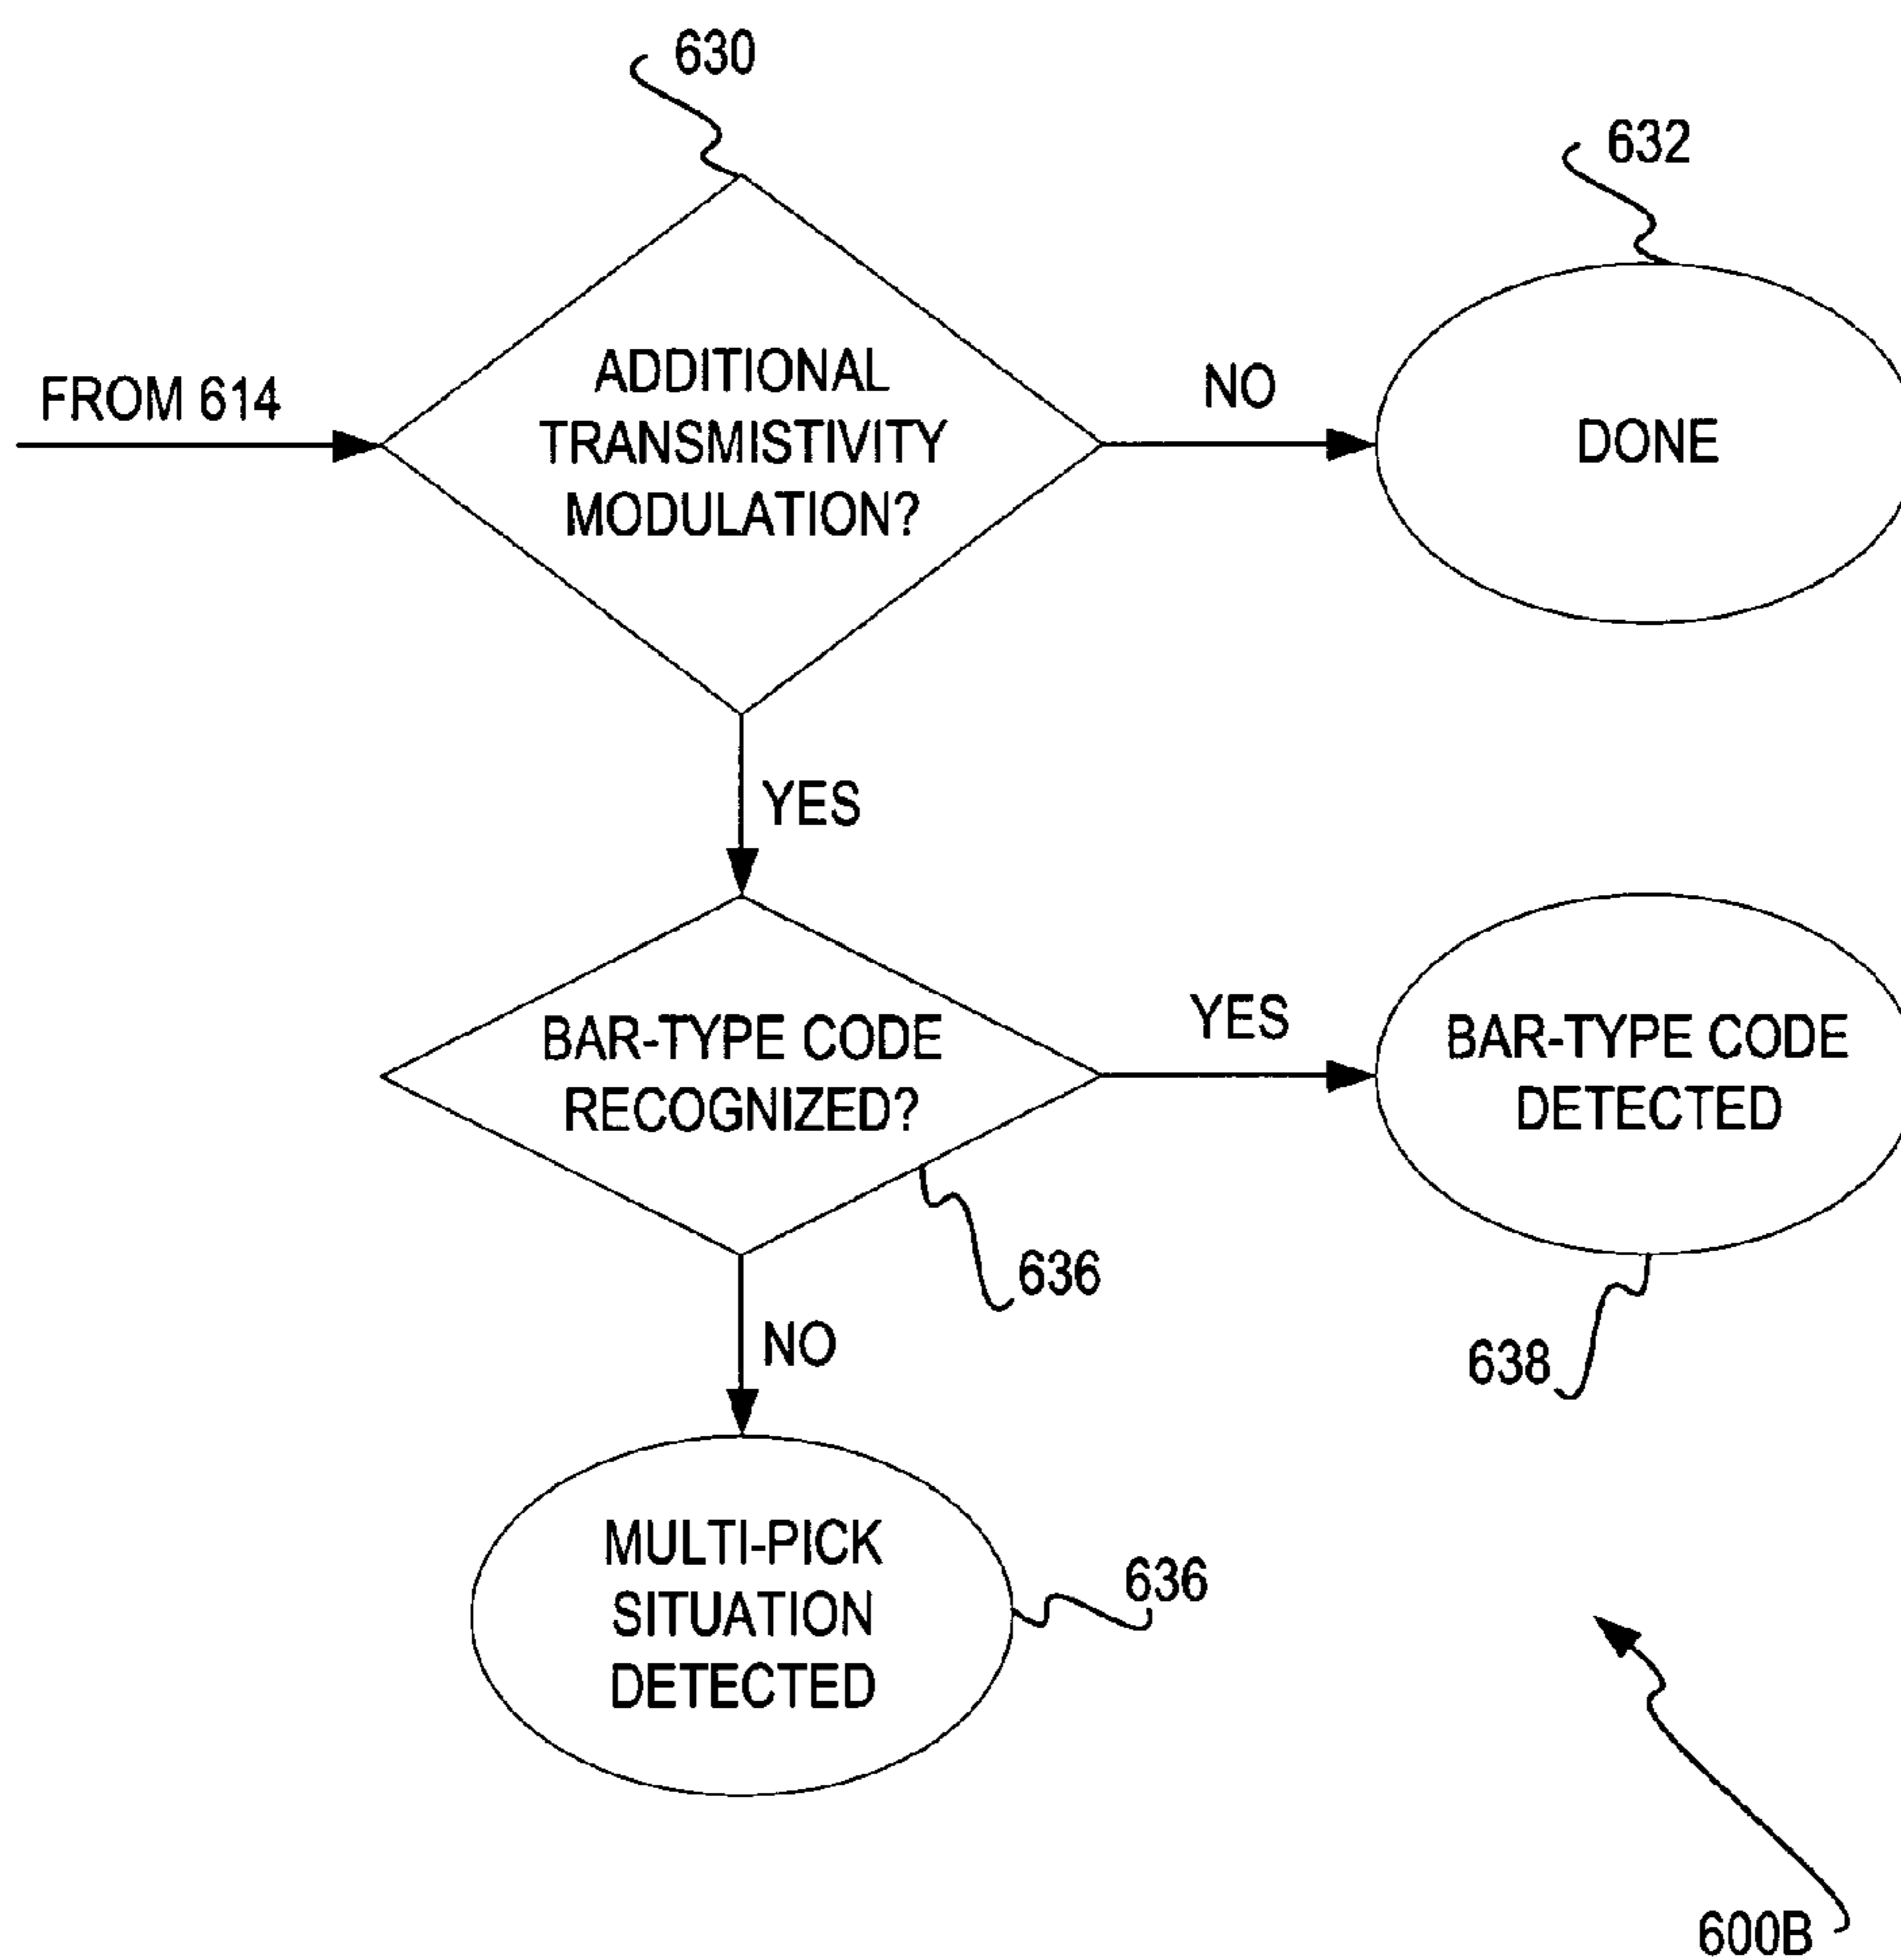 630
632
FROM 614
ADDITIONAL
TRANSMISTIVITY
MODULATION?
NO
DONE
YES
BAR-TYPE CODE
RECOGNIZED?
YES
BAR-TYPE CODE
DETECTED
636
638
NO
MULTI-PICK
SITUATION
DETECTED
636
600B